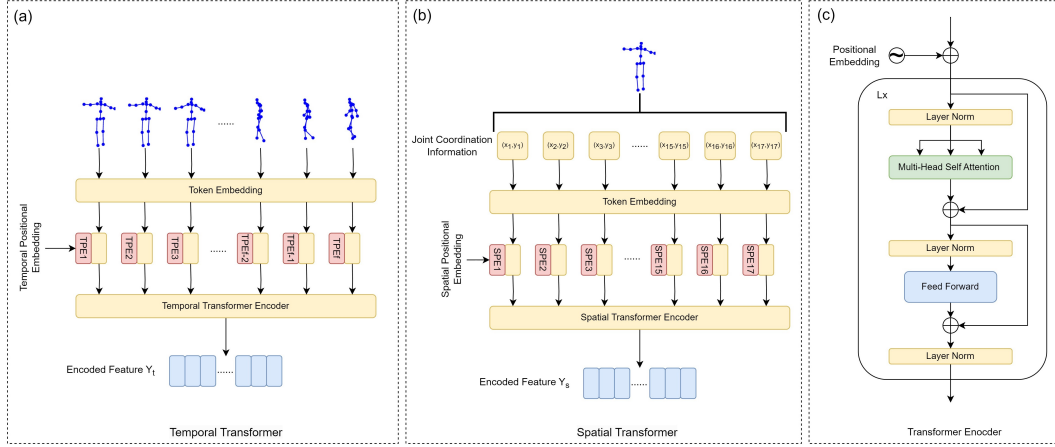 (a)
......
Token Embedding
Temporal Positional
Embedding
TPE1
TPE2
TPE3
......
TPEf-2
TPEf-1
TPEf
Temporal Transformer Encoder
Encoded Feature Yt
......
Temporal Transformer
(b)
Joint Coordination
Information
(x1,y1)
(x2,y2)
(x3,y3)
......
(x15,y15)
(x16,y16)
(x17,y17)
Token Embedding
Spatial Positional
Embedding
SPE1
SPE2
SPE3
......
SPE15
SPE16
SPE17
Spatial Transformer Encoder
Encoded Feature Ys
......
Spatial Transformer
(c)
Positional
Embedding
Lx
Layer Norm
Multi-Head Self Attention
Layer Norm
Feed Forward
Layer Norm
Transformer Enocder